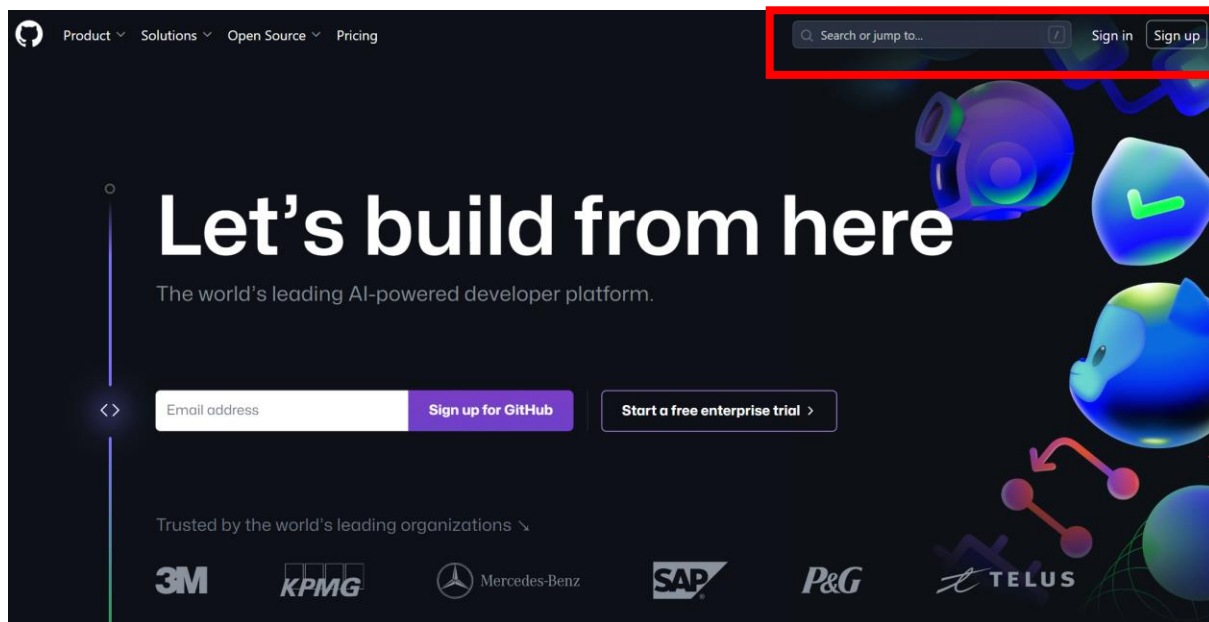 Product Solutions Open Source Pricing Search or jump to... / Sign in Sign up
Let's build from here
The world's leading AI-powered developer platform.
<> Email address Sign up for GitHub Start a free enterprise trial >
Trusted by the world's leading organizations ↘
3M KPMG Mercedes-Benz SAP P&G TELUS